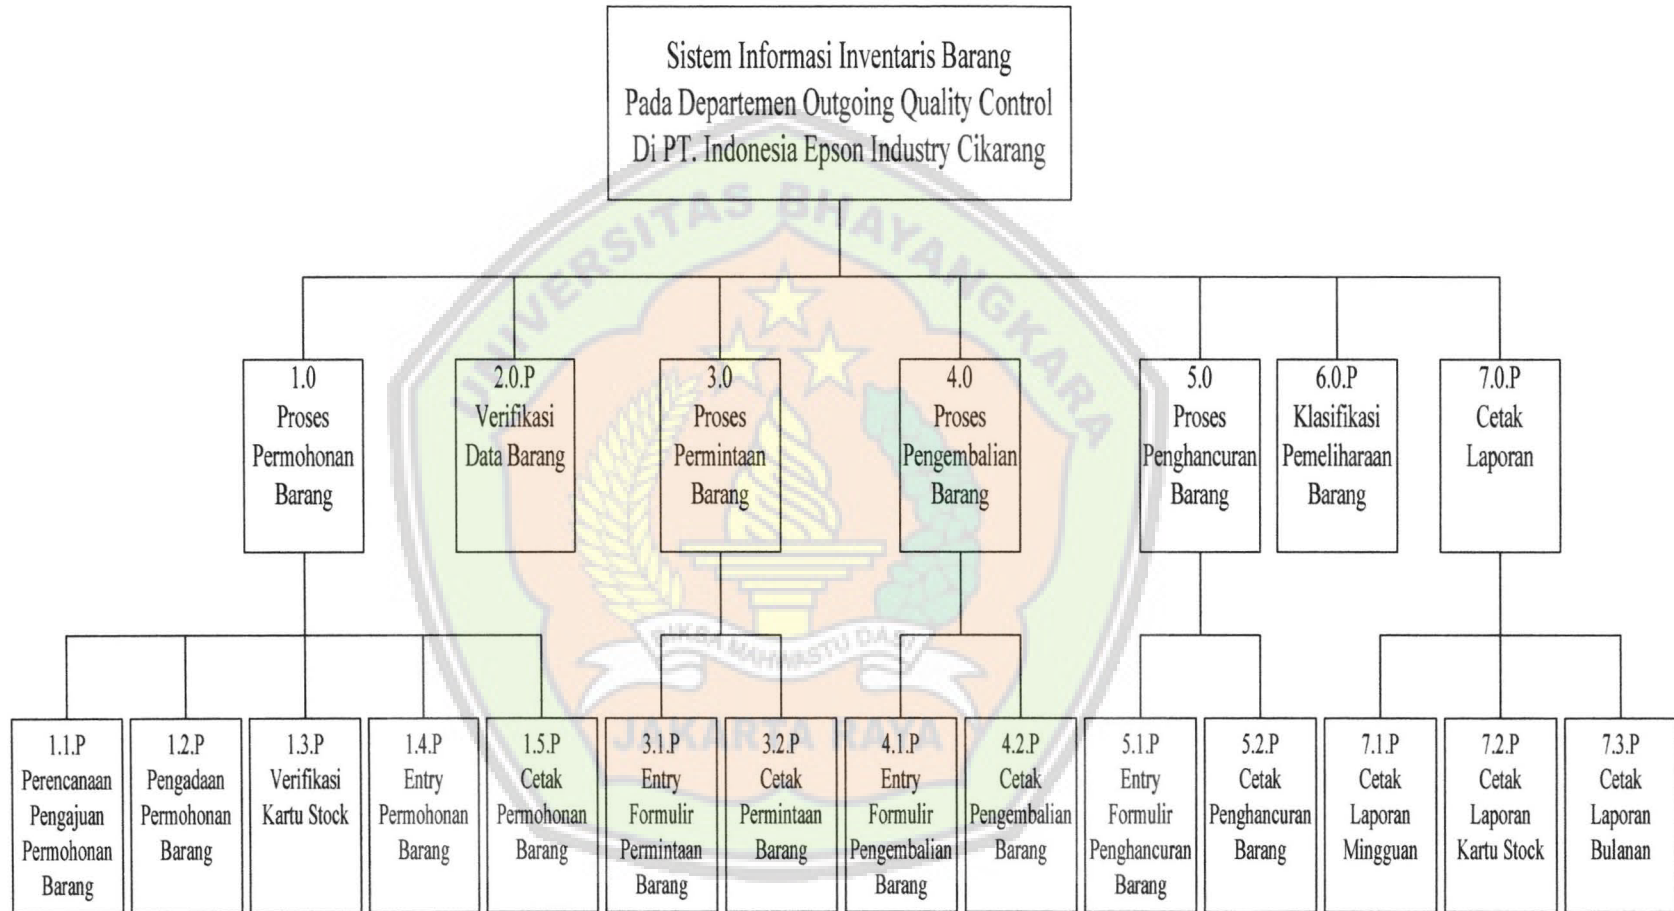 Sistem Informasi Inventaris Barang
Pada Departemen Outgoing Quality Control
Di PT. Indonesia Epson Industry Cikarang
UNIVERSITAS BHAYANGKARA
1.0
Proses
Permohonan
Barang
2.0.P
Verifikasi
Data Barang
3.0
Proses
Permintaan
Barang
4.0
Proses
Pengembalian
Barang
5.0
Proses
Penghancuran
Barang
6.0.P
Klasifikasi
Pemeliharaan
Barang
7.0.P
Cetak
Laporan
JAKARTA RAYA
1.1.P
Perencanaan
Pengajuan
Permohonan
Barang
1.2.P
Pengadaan
Permohonan
Barang
1.3.P
Verifikasi
Kartu Stock
1.4.P
Entry
Permohonan
Barang
1.5.P
Cetak
Permohonan
Barang
3.1.P
Entry
Formulir
Permintaan
Barang
3.2.P
Cetak
Permintaan
Barang
4.1.P
Entry
Formulir
Pengembalian
Barang
4.2.P
Cetak
Pengembalian
Barang
5.1.P
Entry
Formulir
Penghancuran
Barang
5.2.P
Cetak
Penghancuran
Barang
7.1.P
Cetak
Laporan
Mingguan
7.2.P
Cetak
Laporan
Kartu Stock
7.3.P
Cetak
Laporan
Bulanan